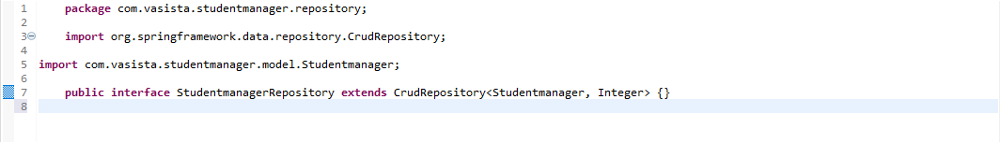 1 package com.vasista.studentmanager.repository;
2
3 import org.springframework.data.repository.CrudRepository;
4
5 import com.vasista.studentmanager.model.Studentmanager;
6
7 public interface StudentmanagerRepository extends CrudRepository<Studentmanager, Integer> {}
8